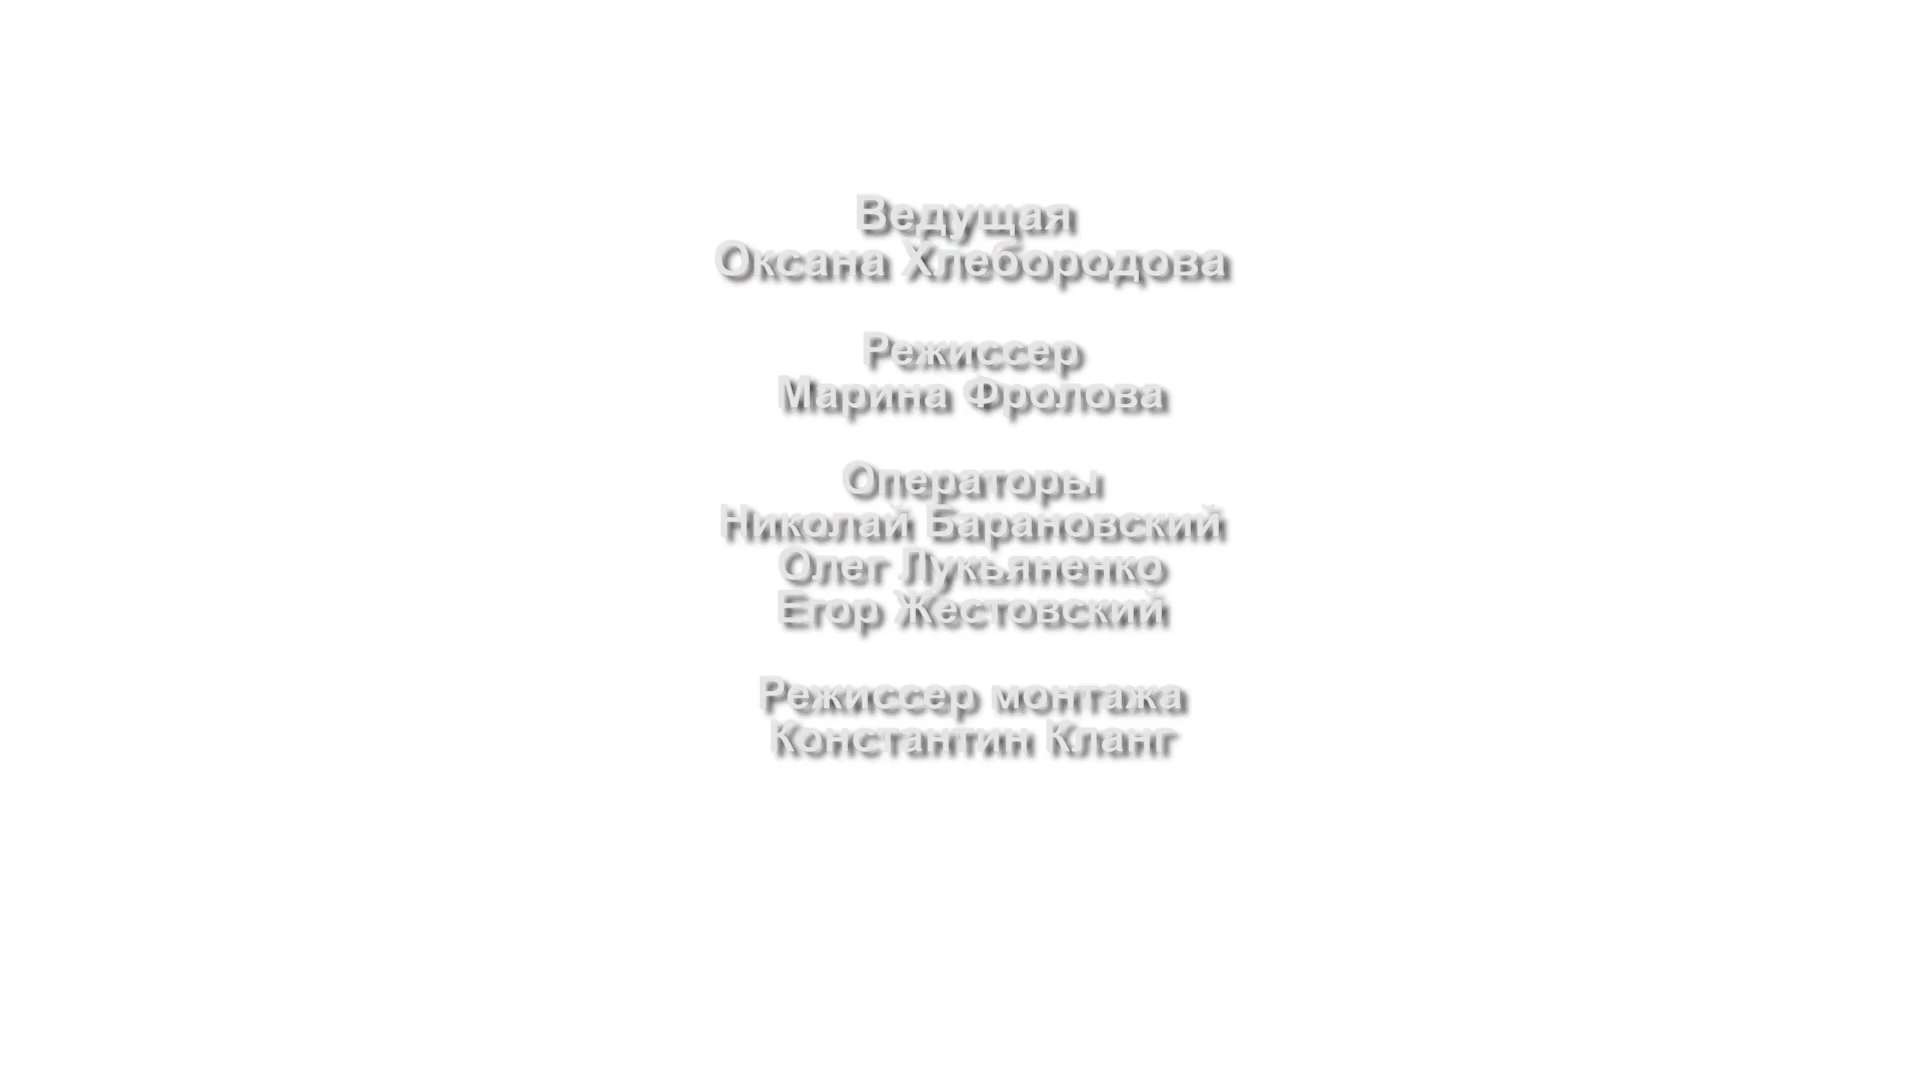 Ведущая
Оксана Хлебородова
Режиссер
Марина Фролова
Операторы
Николай Барановский
Олег Лукьяненко
Егор Жестовский
Режиссер монтажа
Константин Кланг